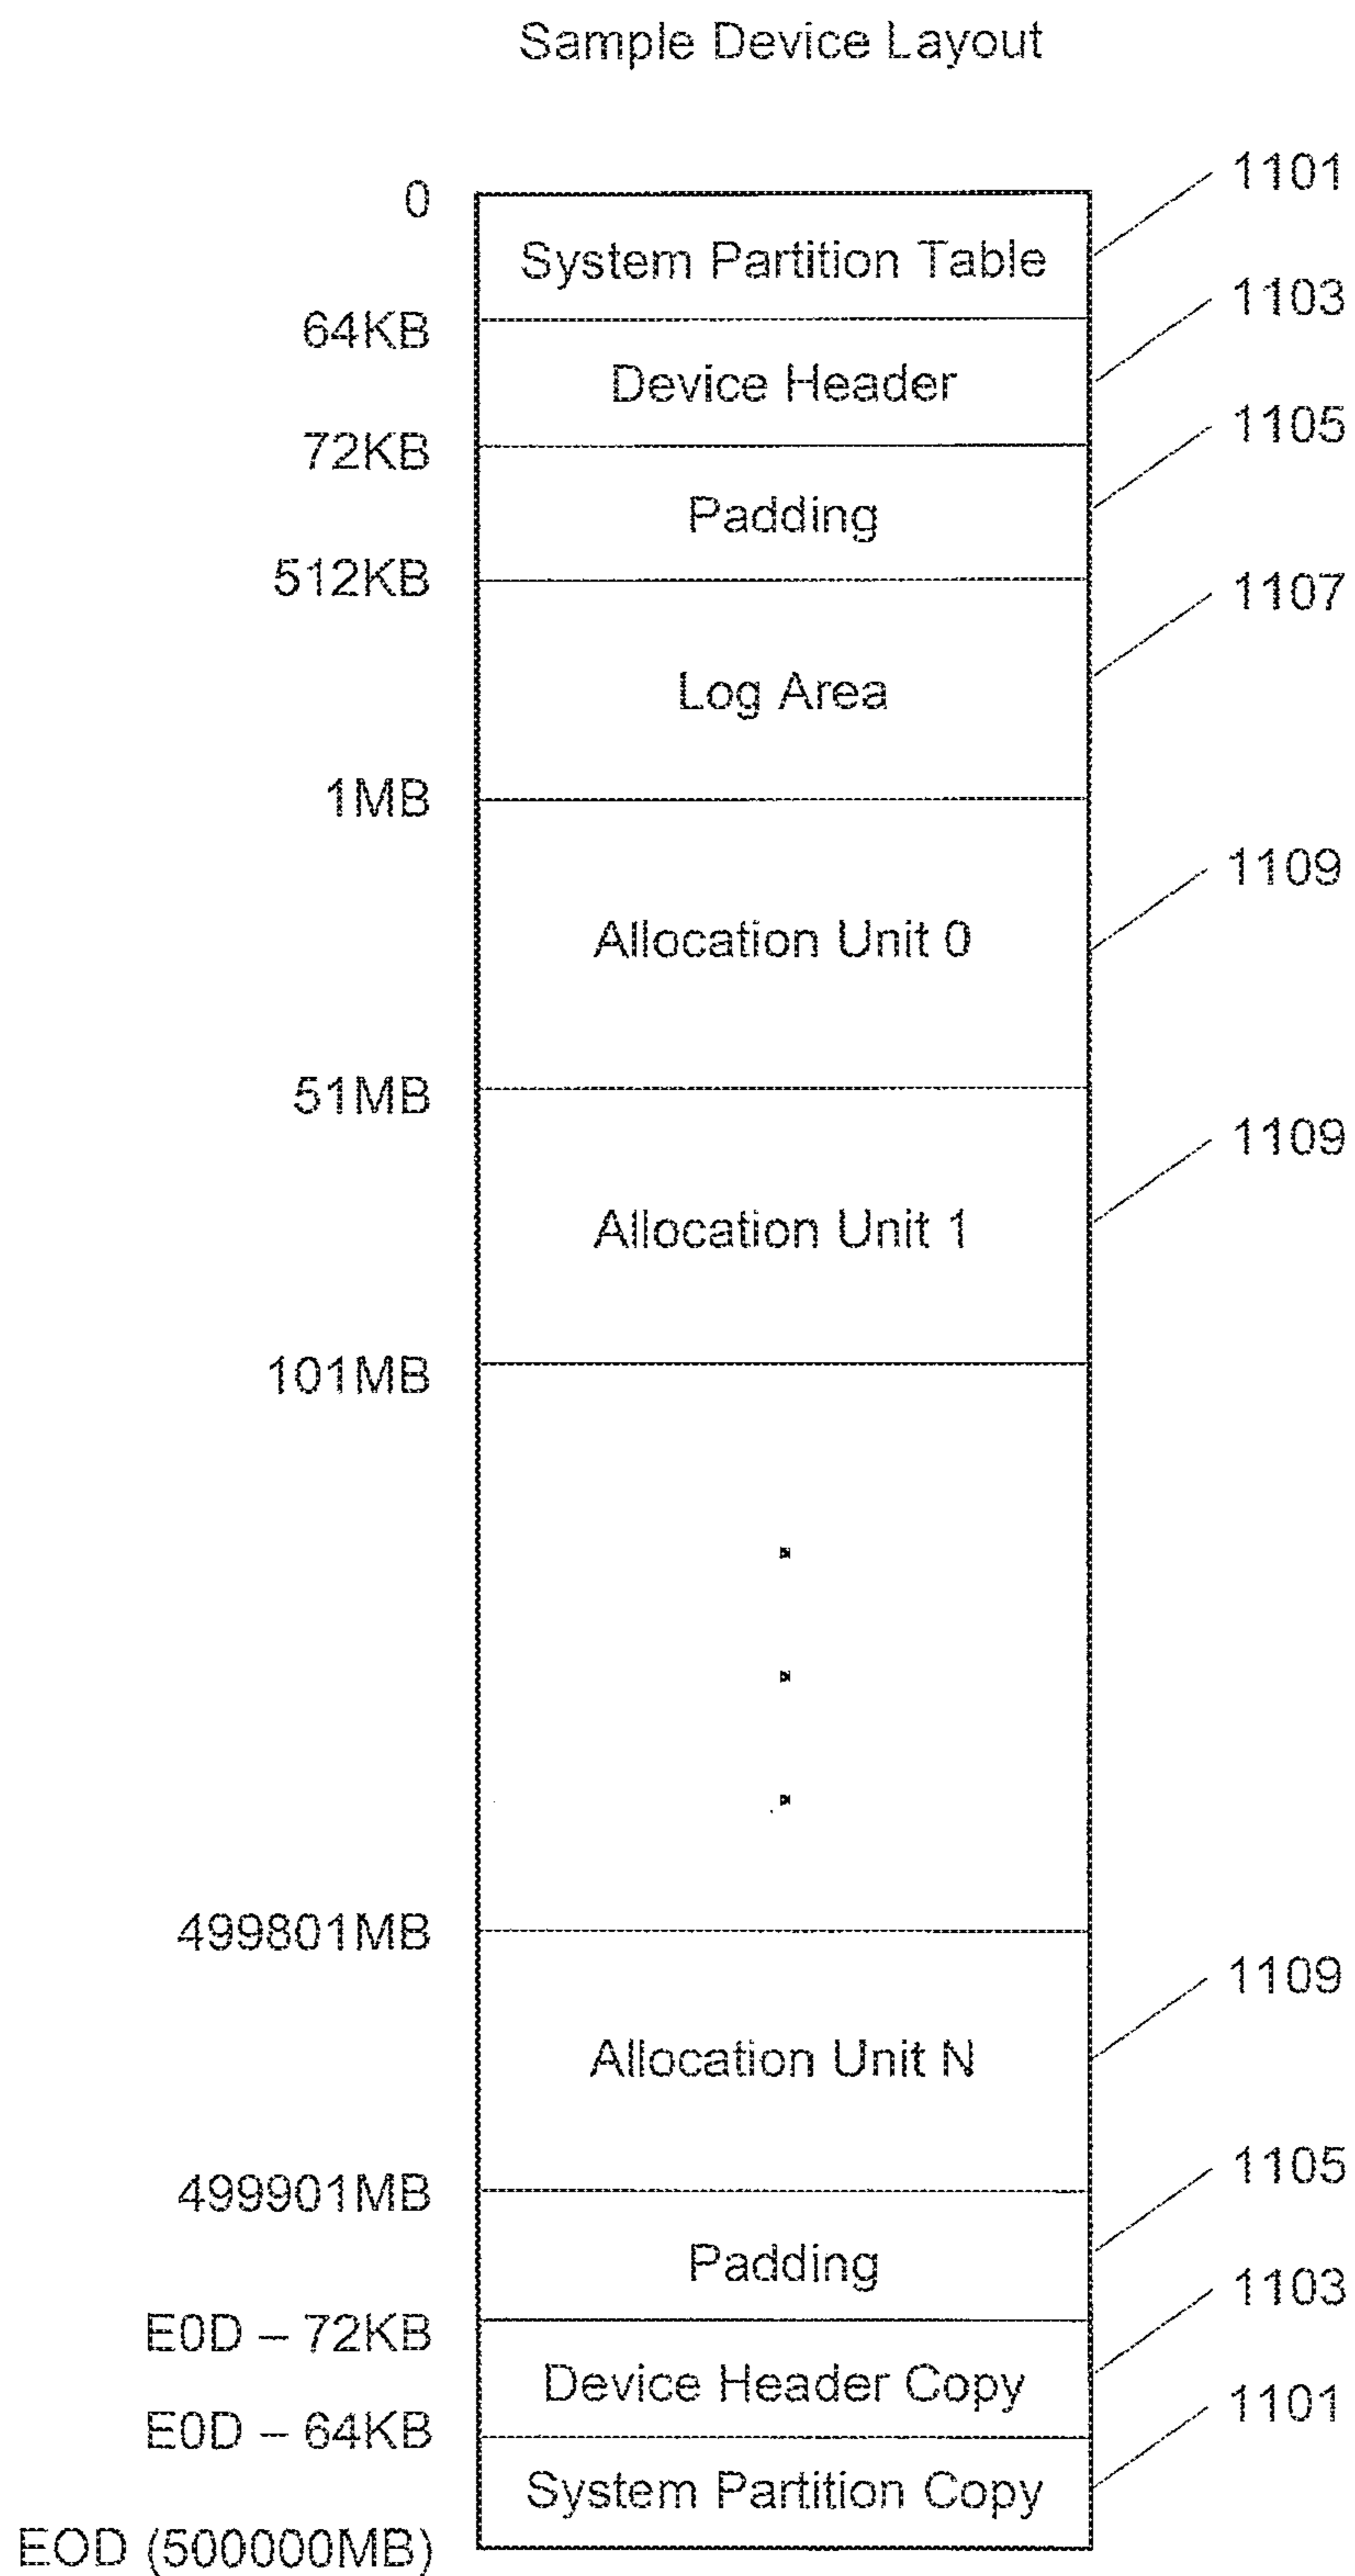 Sample Device Layout
0
System Partition Table
1101
64KB
Device Header
1103
72KB
Padding
1105
512KB
Log Area
1107
1MB
Allocation Unit 0
1109
51MB
Allocation Unit 1
1109
101MB
499801MB
Allocation Unit N
1109
499901MB
Padding
1105
E0D – 72KB
Device Header Copy
1103
E0D – 64KB
System Partition Copy
1101
EOD (500000MB)